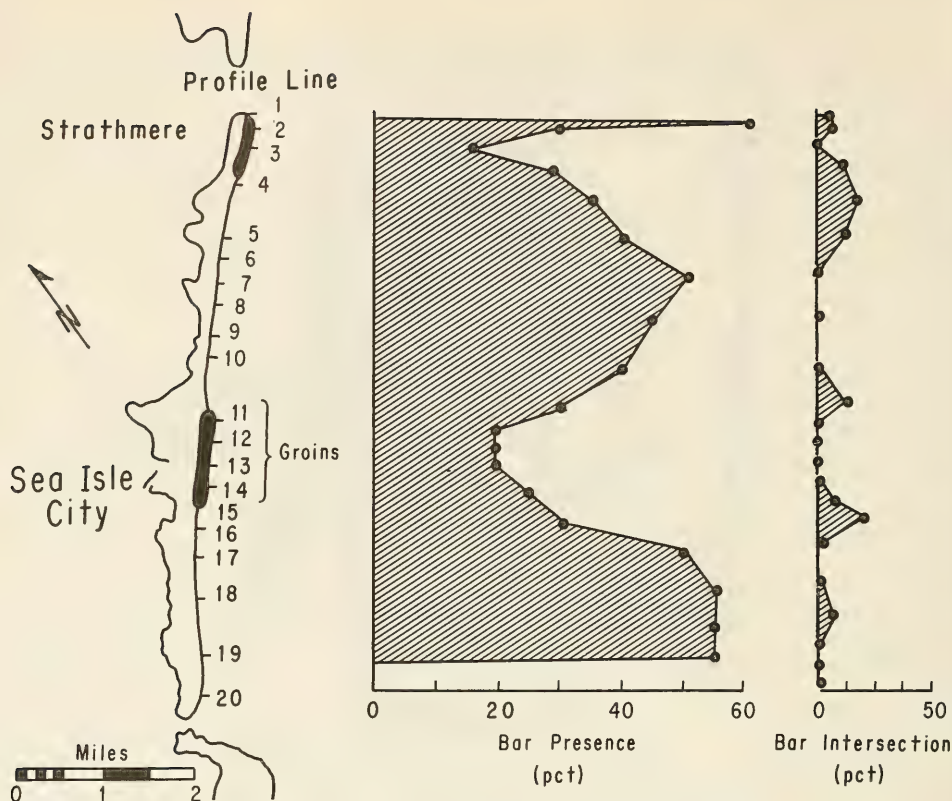 Profile Line
Strathmere
1
2
3
4
5
6
7
8
9
10
11
12
13
14
15
16
17
18
19
20
Groins
Sea Isle
City
N
Miles
0 1 2
0 20 40 60
Bar Presence
(pct)
0 50
Bar Intersection
(pct)